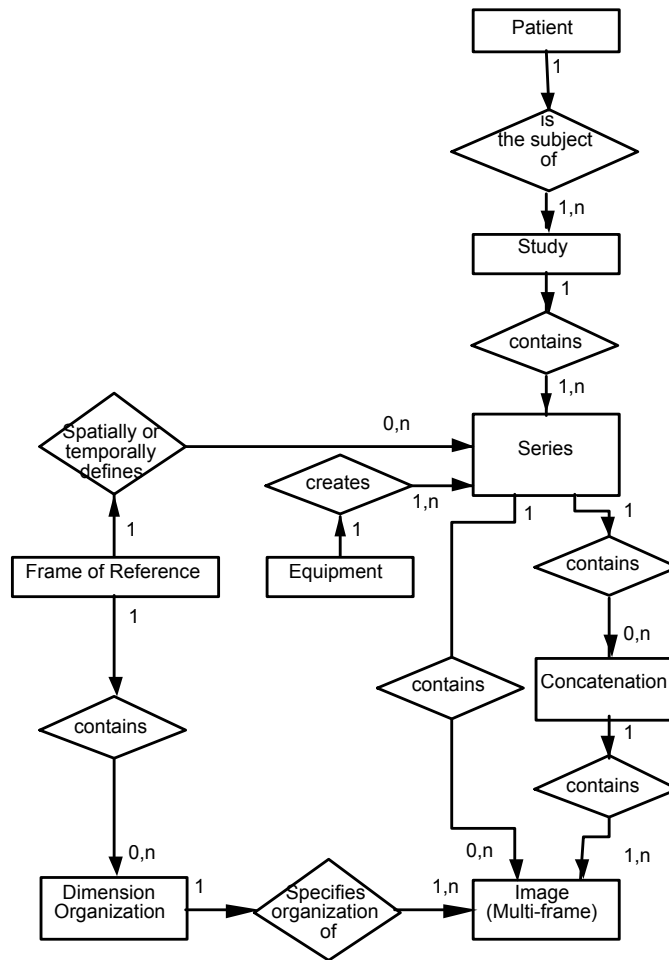 Patient
1
is
the subject
of
1,n
Study
1
contains
1,n
Spatially or
temporally
defines
0,n
Series
creates
1,n
1
1
1
1
contains
Frame of Reference
Equipment
1
0,n
contains
contains
Concatenation
1
contains
0,n
0,n
1,n
Dimension
Organization
1
Specifies
organization
of
1,n
Image
(Multi-frame)